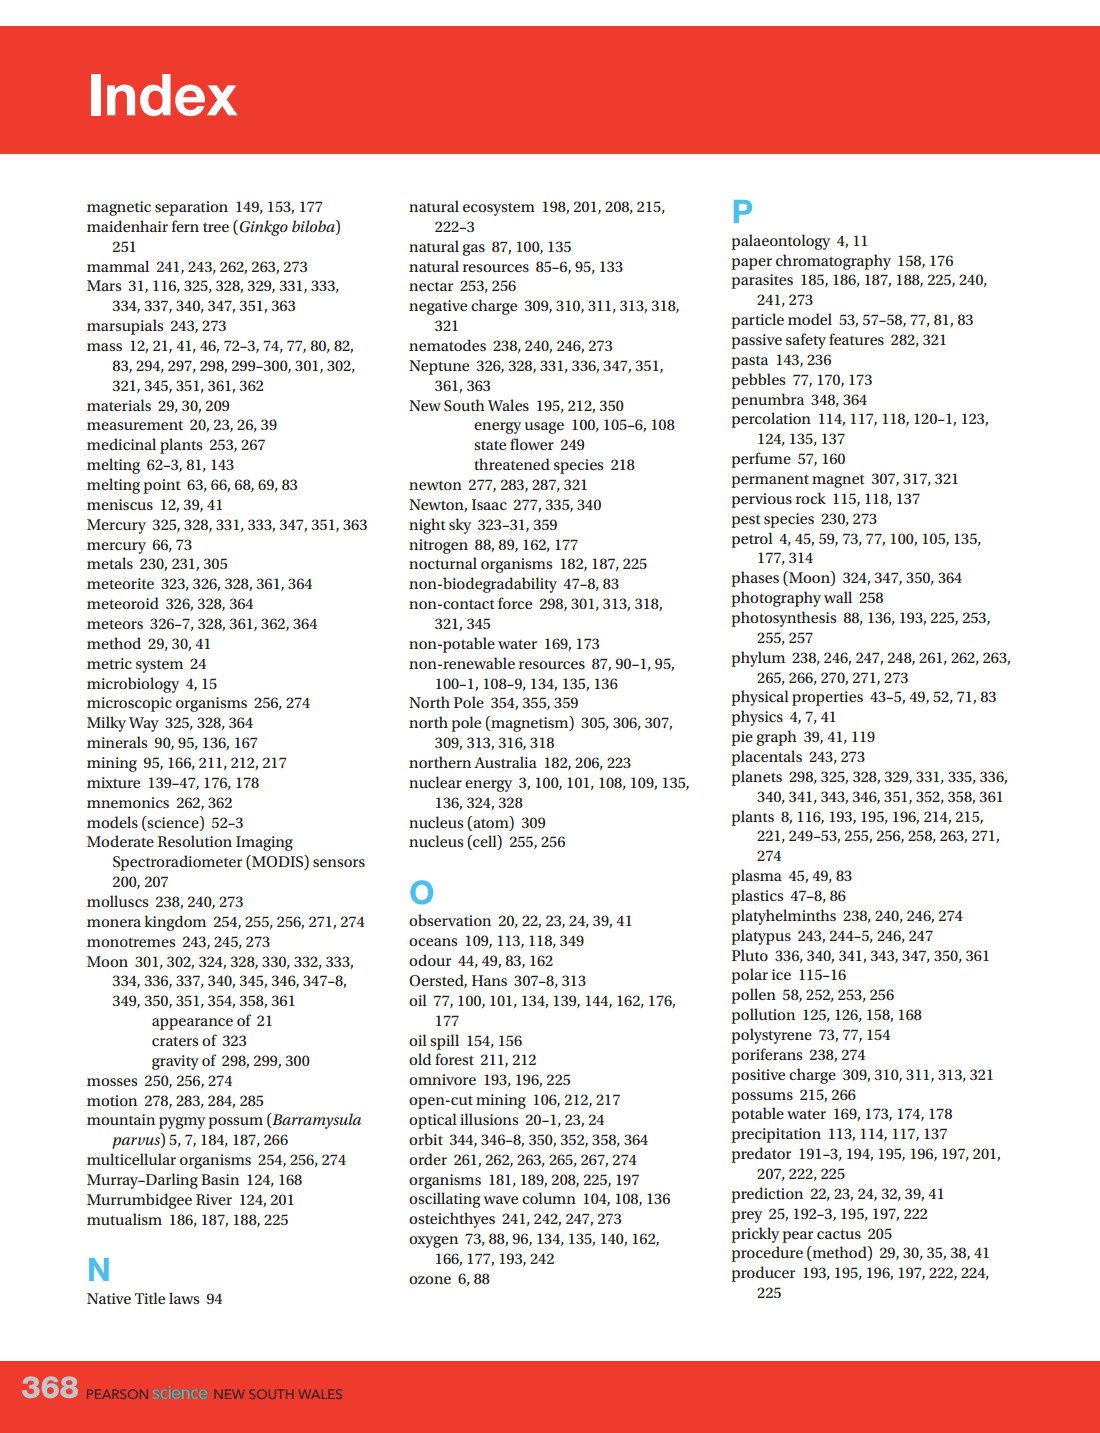 Index
magnetic separation 149, 153, 177
maidenhair fern tree (Ginkgo biloba)
251
mammal 241, 243, 262, 263, 273
Mars 31, 116, 325, 328, 329, 331, 333,
334, 337, 340, 347, 351, 363
marsupials 243, 273
mass 12, 21, 41, 46, 72–3, 74, 77, 80, 82,
83, 294, 297, 298, 299–300, 301, 302,
321, 345, 351, 361, 362
materials 29, 30, 209
measurement 20, 23, 26, 39
medicinal plants 253, 267
melting 62–3, 81, 143
melting point 63, 66, 68, 69, 83
meniscus 12, 39, 41
Mercury 325, 328, 331, 333, 347, 351, 363
mercury 66, 73
metals 230, 231, 305
meteorite 323, 326, 328, 361, 364
meteoroid 326, 328, 364
meteors 326–7, 328, 361, 362, 364
method 29, 30, 41
metric system 24
microbiology 4, 15
microscopic organisms 256, 274
Milky Way 325, 328, 364
minerals 90, 95, 136, 167
mining 95, 166, 211, 212, 217
mixture 139–47, 176, 178
mnemonics 262, 362
models (science) 52–3
Moderate Resolution Imaging
Spectroradiometer (MODIS) sensors
200, 207
molluscs 238, 240, 273
monera kingdom 254, 255, 256, 271, 274
monotremes 243, 245, 273
Moon 301, 302, 324, 328, 330, 332, 333,
334, 336, 337, 340, 345, 346, 347–8,
349, 350, 351, 354, 358, 361
appearance of 21
craters of 323
gravity of 298, 299, 300
mosses 250, 256, 274
motion 278, 283, 284, 285
mountain pygmy possum (Barramysula
parvus) 5, 7, 184, 187, 266
multicellular organisms 254, 256, 274
Murray–Darling Basin 124, 168
Murrumbidgee River 124, 201
mutualism 186, 187, 188, 225
N
Native Title laws 94
natural ecosystem 198, 201, 208, 215,
222–3
natural gas 87, 100, 135
natural resources 85–6, 95, 133
nectar 253, 256
negative charge 309, 310, 311, 313, 318,
321
nematodes 238, 240, 246, 273
Neptune 326, 328, 331, 336, 347, 351,
361, 363
New South Wales 195, 212, 350
energy usage 100, 105–6, 108
state flower 249
threatened species 218
newton 277, 283, 287, 321
Newton, Isaac 277, 335, 340
night sky 323–31, 359
nitrogen 88, 89, 162, 177
nocturnal organisms 182, 187, 225
non-biodegradability 47–8, 83
non-contact force 298, 301, 313, 318,
321, 345
non-potable water 169, 173
non-renewable resources 87, 90–1, 95,
100–1, 108–9, 134, 135, 136
North Pole 354, 355, 359
north pole (magnetism) 305, 306, 307,
309, 313, 316, 318
northern Australia 182, 206, 223
nuclear energy 3, 100, 101, 108, 109, 135,
136, 324, 328
nucleus (atom) 309
nucleus (cell) 255, 256
O
observation 20, 22, 23, 24, 39, 41
oceans 109, 113, 118, 349
odour 44, 49, 83, 162
Oersted, Hans 307–8, 313
oil 77, 100, 101, 134, 139, 144, 162, 176,
177
oil spill 154, 156
old forest 211, 212
omnivore 193, 196, 225
open-cut mining 106, 212, 217
optical illusions 20–1, 23, 24
orbit 344, 346–8, 350, 352, 358, 364
order 261, 262, 263, 265, 267, 274
organisms 181, 189, 208, 225, 197
oscillating wave column 104, 108, 136
osteichthyes 241, 242, 247, 273
oxygen 73, 88, 96, 134, 135, 140, 162,
166, 177, 193, 242
ozone 6, 88
P
palaeontology 4, 11
paper chromatography 158, 176
parasites 185, 186, 187, 188, 225, 240,
241, 273
particle model 53, 57–58, 77, 81, 83
passive safety features 282, 321
pasta 143, 236
pebbles 77, 170, 173
penumbra 348, 364
percolation 114, 117, 118, 120–1, 123,
124, 135, 137
perfume 57, 160
permanent magnet 307, 317, 321
pervious rock 115, 118, 137
pest species 230, 273
petrol 4, 45, 59, 73, 77, 100, 105, 135,
177, 314
phases (Moon) 324, 347, 350, 364
photography wall 258
photosynthesis 88, 136, 193, 225, 253,
255, 257
phylum 238, 246, 247, 248, 261, 262, 263,
265, 266, 270, 271, 273
physical properties 43–5, 49, 52, 71, 83
physics 4, 7, 41
pie graph 39, 41, 119
placentals 243, 273
planets 298, 325, 328, 329, 331, 335, 336,
340, 341, 343, 346, 351, 352, 358, 361
plants 8, 116, 193, 195, 196, 214, 215,
221, 249–53, 255, 256, 258, 263, 271,
274
plasma 45, 49, 83
plastics 47–8, 86
platyhelminths 238, 240, 246, 274
platypus 243, 244–5, 246, 247
Pluto 336, 340, 341, 343, 347, 350, 361
polar ice 115–16
pollen 58, 252, 253, 256
pollution 125, 126, 158, 168
polystyrene 73, 77, 154
poriferans 238, 274
positive charge 309, 310, 311, 313, 321
possums 215, 266
potable water 169, 173, 174, 178
precipitation 113, 114, 117, 137
predator 191–3, 194, 195, 196, 197, 201,
207, 222, 225
prediction 22, 23, 24, 32, 39, 41
prey 25, 192–3, 195, 197, 222
prickly pear cactus 205
procedure (method) 29, 30, 35, 38, 41
producer 193, 195, 196, 197, 222, 224,
225
368 PEARSON science NEW SOUTH WALES